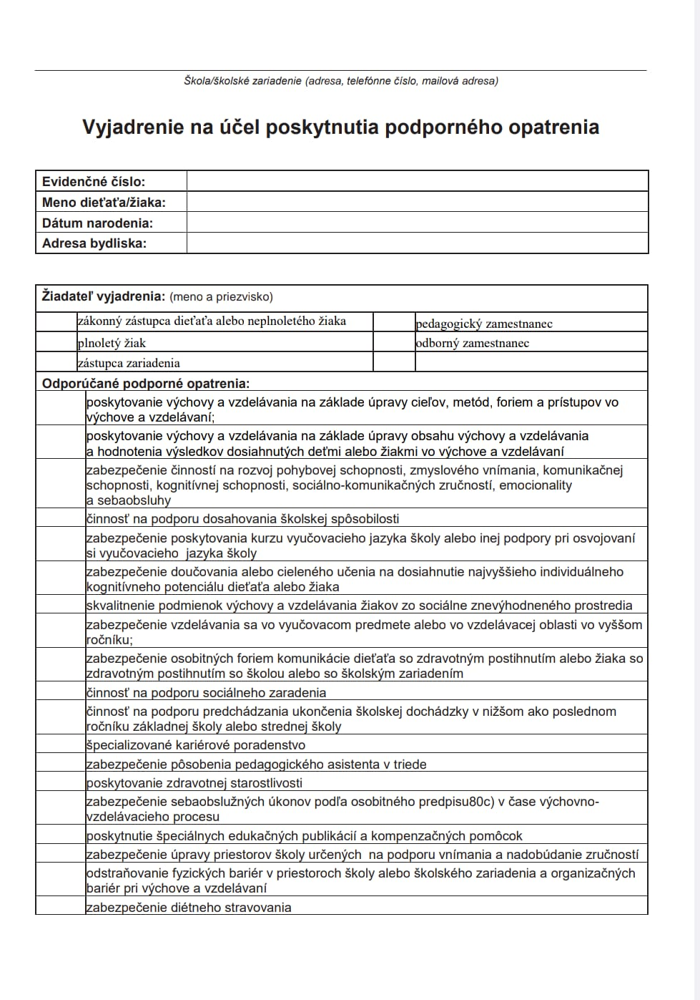 Škola/školské zariadenie (adresa, telefónne číslo, mailová adresa)
Vyjadrenie na účel poskytnutia podporného opatrenia
Evidenčné číslo:
Meno dieťaťa/žiaka:
Dátum narodenia:
Adresa bydliska:
Žiadateľ vyjadrenia: (meno a priezvisko)
zákonný zástupca dieťaťa alebo neplnoletého žiaka
pedagogický zamestnanec
plnoletý žiak
odborný zamestnanec
zástupca zariadenia
Odporúčané podporné opatrenia:
poskytovanie výchovy a vzdelávania na základe úpravy cieľov, metód, foriem a prístupov vo
výchove a vzdelávaní;
poskytovanie výchovy a vzdelávania na základe úpravy obsahu výchovy a vzdelávania
a hodnotenia výsledkov dosiahnutých deťmi alebo žiakmi vo výchove a vzdelávaní
zabezpečenie činností na rozvoj pohybovej schopnosti, zmyslového vnímania, komunikačnej
schopnosti, kognitívnej schopnosti, sociálno-komunikačných zručností, emocionality
a sebaobsluhy
činnosť na podporu dosahovania školskej spôsobilosti
zabezpečenie poskytovania kurzu vyučovacieho jazyka školy alebo inej podpory pri osvojovaní
si vyučovacieho  jazyka školy
zabezpečenie doučovania alebo cieleného učenia na dosiahnutie najvyššieho individuálneho
kognitívneho potenciálu dieťaťa alebo žiaka
skvalitnenie podmienok výchovy a vzdelávania žiakov zo sociálne znevýhodneného prostredia
zabezpečenie vzdelávania sa vo vyučovacom predmete alebo vo vzdelávacej oblasti vo vyššom
ročníku;
zabezpečenie osobitných foriem komunikácie dieťaťa so zdravotným postihnutím alebo žiaka so
zdravotným postihnutím so školou alebo so školským zariadením
činnosť na podporu sociálneho zaradenia
činnosť na podporu predchádzania ukončenia školskej dochádzky v nižšom ako poslednom
ročníku základnej školy alebo strednej školy
špecializované kariérové poradenstvo
zabezpečenie pôsobenia pedagogického asistenta v triede
poskytovanie zdravotnej starostlivosti
zabezpečenie sebaobslužných úkonov podľa osobitného predpisu80c) v čase výchovno-
vzdelávacieho procesu
poskytnutie špeciálnych edukačných publikácií a kompenzačných pomôcok
zabezpečenie úpravy priestorov školy určených  na podporu vnímania a nadobúdanie zručností
odstraňovanie fyzických bariér v priestoroch školy alebo školského zariadenia a organizačných
bariér pri výchove a vzdelávaní
zabezpečenie diétneho stravovania